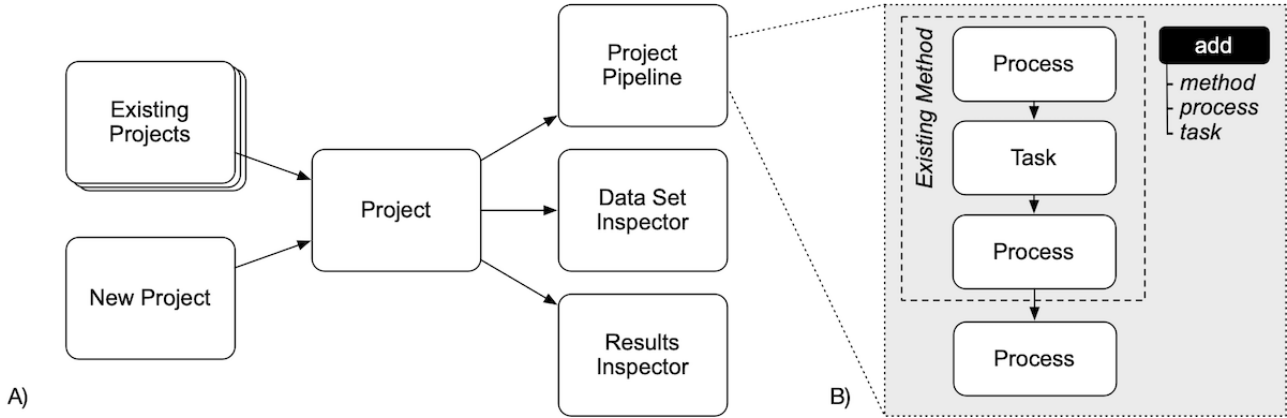 Existing
Projects
New Project
Project
Project
Pipeline
Data Set
Inspector
Results
Inspector
A)
Existing Method
Process
Task
Process
Process
add
method
process
task
B)